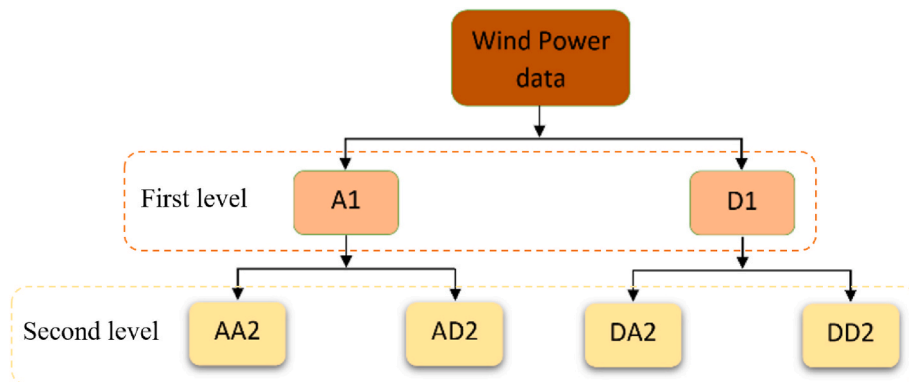 Wind Power
data
First level
A1
D1
Second level
AA2
AD2
DA2
DD2